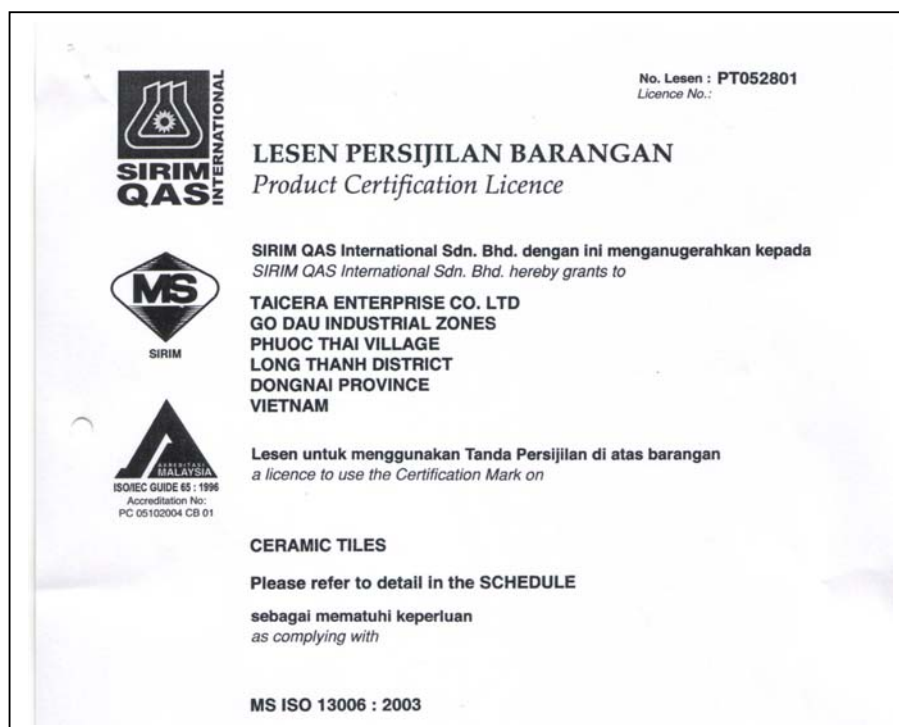 No. Lesen : PT052801
Licence No.:
SIRIM
QAS
INTERNATIONAL
LESEN PERSIJILAN BARANGAN
Product Certification Licence
SIRIM QAS International Sdn. Bhd. dengan ini menganugerahkan kepada
SIRIM QAS International Sdn. Bhd. hereby grants to
MS
SIRIM
TAICERA ENTERPRISE CO. LTD
GO DAU INDUSTRIAL ZONES
PHUOC THAI VILLAGE
LONG THANH DISTRICT
DONGNAI PROVINCE
VIETNAM
AKREDITASI
MALAYSIA
ISO/IEC GUIDE 65 : 1996
Accreditation No:
PC 05102004 CB 01
Lesen untuk menggunakan Tanda Persijilan di atas barangan
a licence to use the Certification Mark on
CERAMIC TILES
Please refer to detail in the SCHEDULE
sebagai mematuhi keperluan
as complying with
MS ISO 13006 : 2003